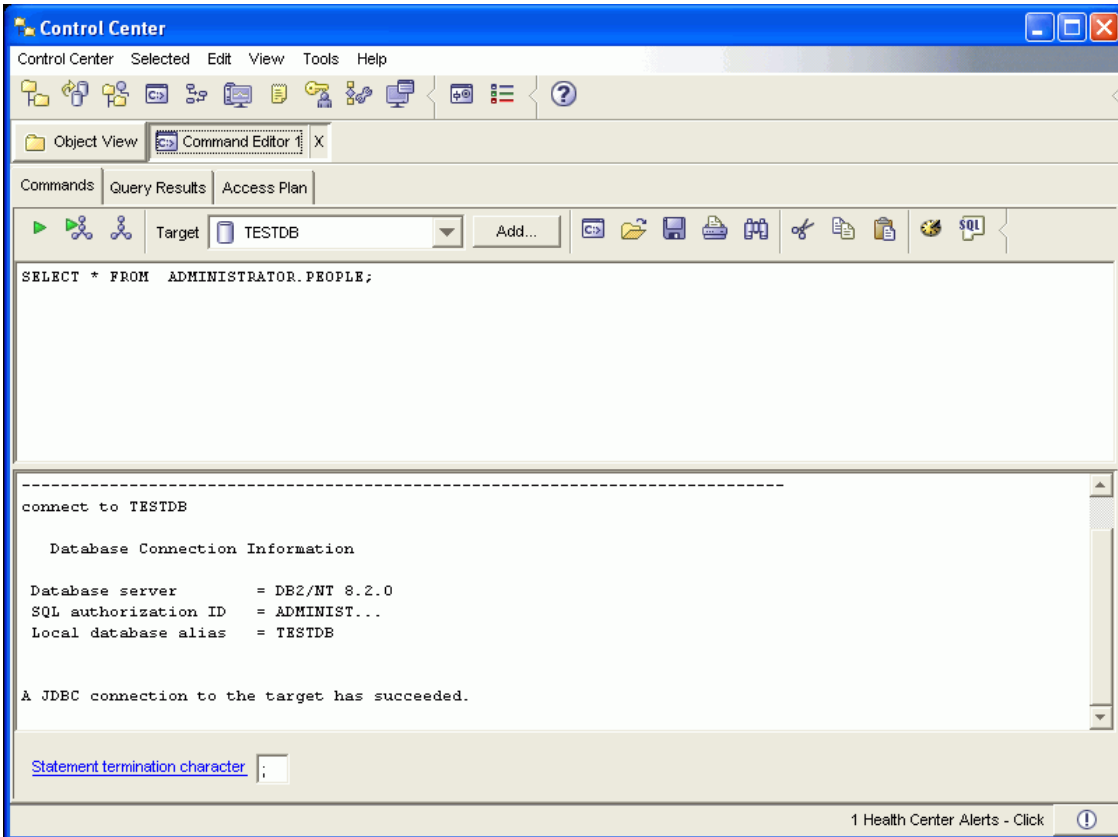 Control Center
Control Center Selected Edit View Tools Help
Object View Command Editor 1 X
Commands Query Results Access Plan
Target TESTDB Add... C:> SQL
SELECT * FROM  ADMINISTRATOR.PEOPLE;
--------------------------------------------------------------------------------
connect to TESTDB
Database Connection Information
Database server = DB2/NT 8.2.0
SQL authorization ID = ADMINIST...
Local database alias = TESTDB
A JDBC connection to the target has succeeded.
Statement termination character ;
1 Health Center Alerts - Click